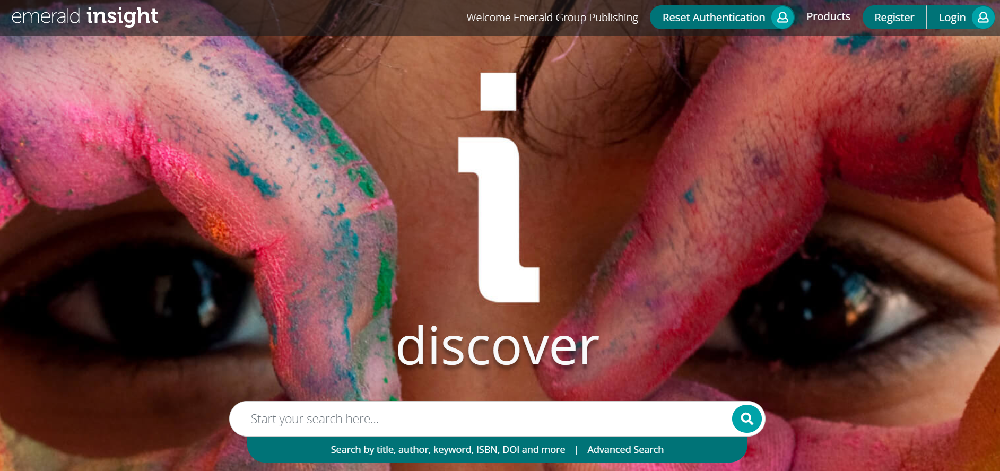 emerald insight
Welcome Emerald Group Publishing
Reset Authentication
Products
Register
Login
i
discover
Start your search here...
Search by title, author, keyword, ISBN, DOI and more | Advanced Search